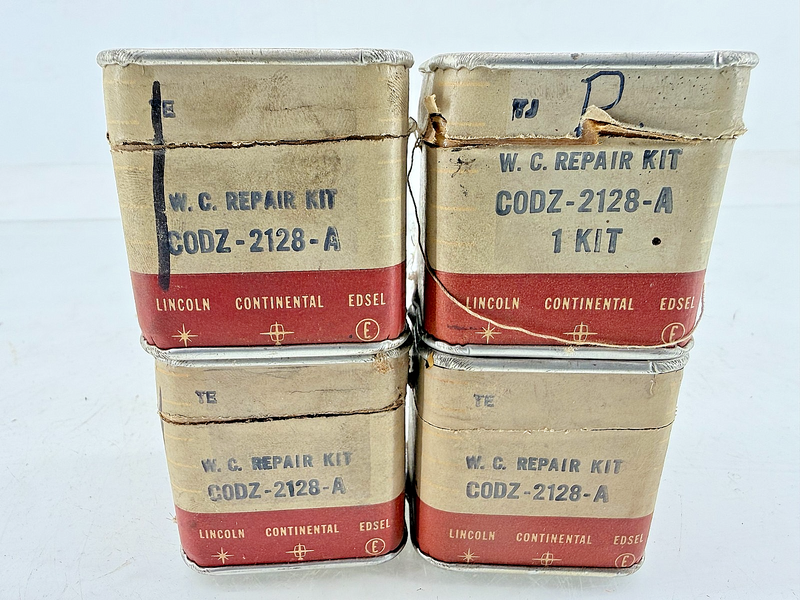 TE
W. C. REPAIR KIT
CODZ-2128-A
LINCOLN CONTINENTAL EDSEL
E
D
W. C. REPAIR KIT
CODZ-2128-A
1 KIT
LINCOLN CONTINENTAL EDSEL
E
TE
W. C. REPAIR KIT
CODZ-2128-A
LINCOLN CONTINENTAL EDSEL
E
TE
W. C. REPAIR KIT
CODZ-2128-A
LINCOLN CONTINENTAL EDSEL
E